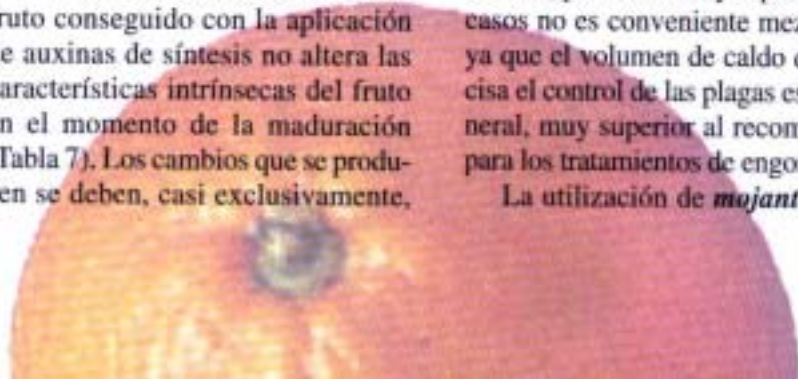 ruto conseguido con la aplicación
e auxinas de síntesis no altera las
aracterísticas intrínsecas del fruto
n el momento de la maduración
Tabla 7). Los cambios que se produ-
en se deben, casi exclusivamente,
casos no es conveniente mez
ya que el volumen de caldo
cisa el control de las plagas es
neral, muy superior al recom
para los tratamientos de engo
La utilización de mojant